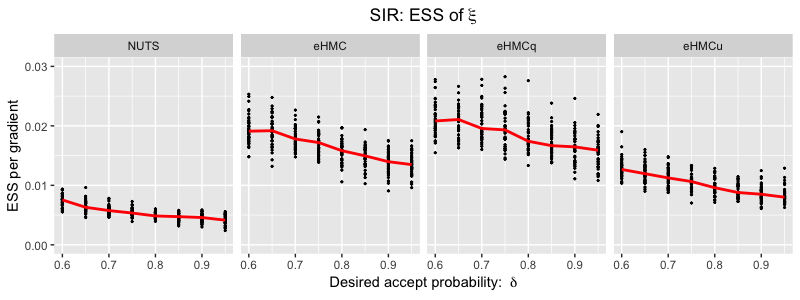 SIR: ESS of ξ
NUTS eHMC eHMCq eHMCu
ESS per gradient
0.03
0.02
0.01
0.00
0.6 0.7 0.8 0.9 0.6 0.7 0.8 0.9 0.6 0.7 0.8 0.9 0.6 0.7 0.8 0.9
Desired accept probability: δ